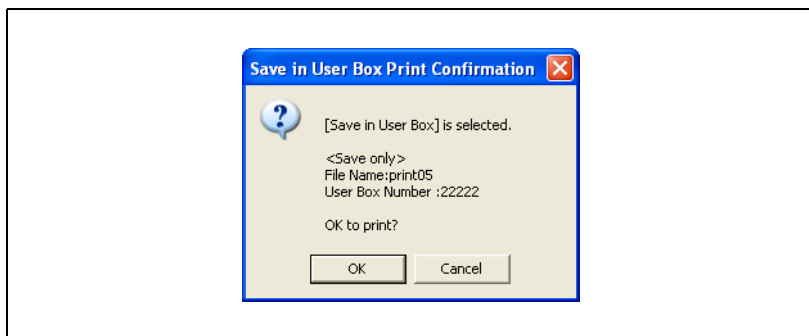 Save in User Box Print Confirmation
?
[Save in User Box] is selected.
<Save only>
File Name:print05
User Box Number :22222
OK to print?
OK
Cancel